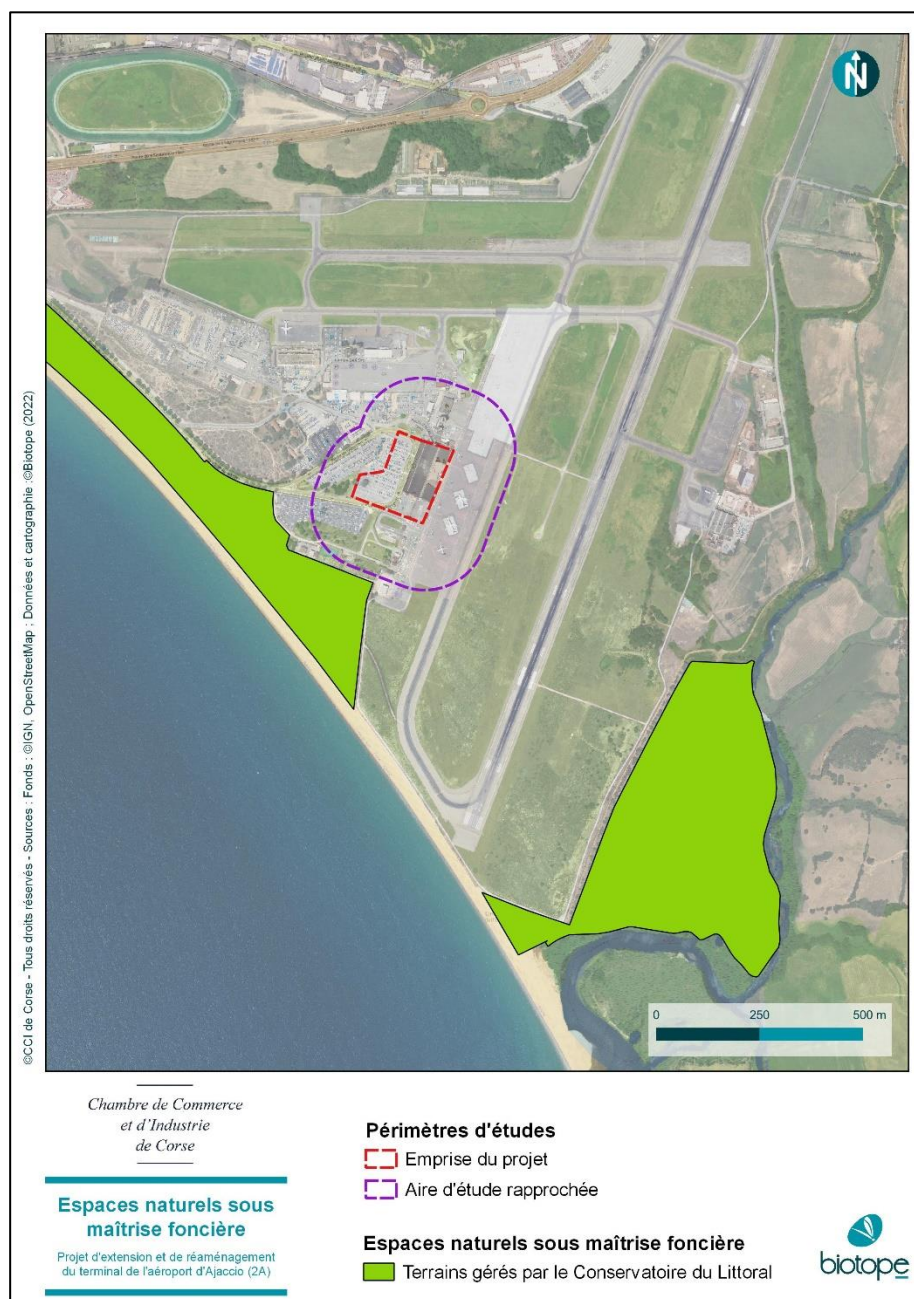 N
0 250 500 m
©CCI de Corse - Tous droits réservés - Sources : Fonds : ©IGN, OpenStreetMap ; Données et cartographie : ©Biotope (2022)
Chambre de Commerce
et d'Industrie
de Corse
Espaces naturels sous
maîtrise foncière
Projet d'extension et de réaménagement
du terminal de l'aéroport d'Ajaccio (2A)
Périmètres d'études
Emprise du projet
Aire d'étude rapprochée
Espaces naturels sous maîtrise foncière
Terrains gérés par le Conservatoire du Littoral
biotope